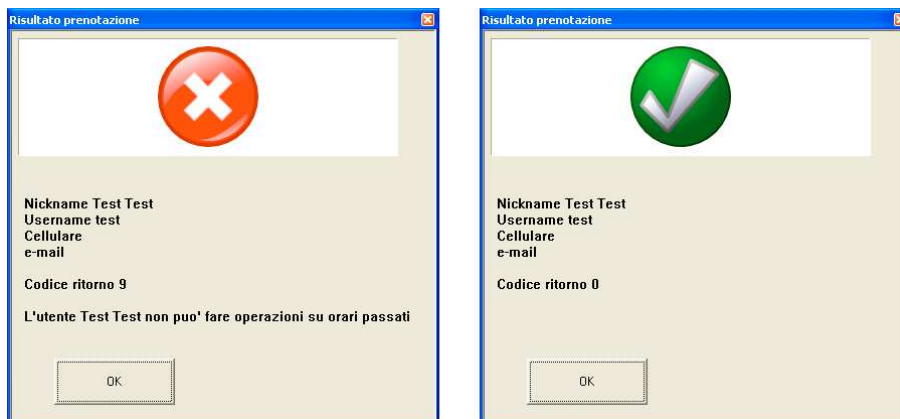 Risultato prenotazione
Nickname Test Test
Username test
Cellulare
e-mail
Codice ritorno 9
L'utente Test Test non puo' fare operazioni su orari passati
OK
Risultato prenotazione
Nickname Test Test
Username test
Cellulare
e-mail
Codice ritorno 0
OK